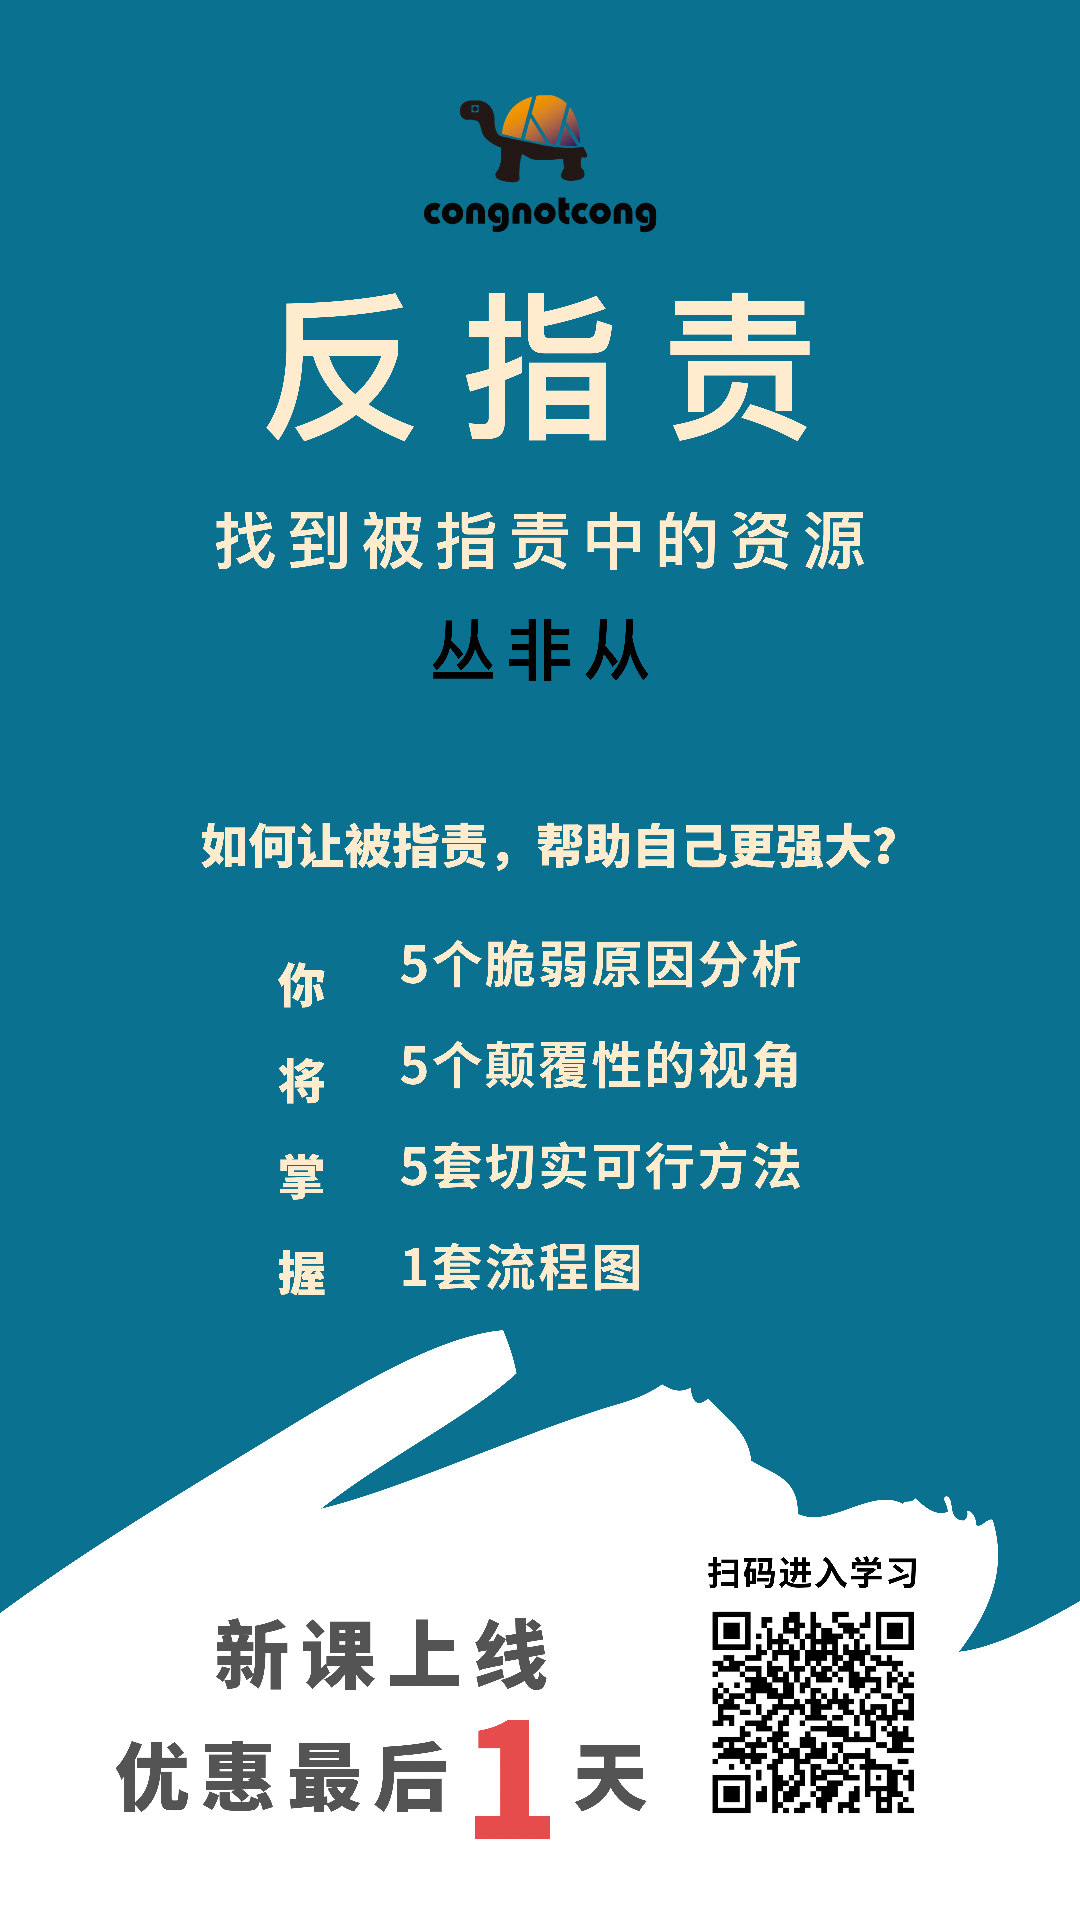 congnotcong
反指责
找到被指责中的资源
丛非从
如何让被指责，帮助自己更强大？
你将掌握
5个脆弱原因分析
5个颠覆性的视角
5套切实可行方法
1套流程图
扫码进入学习
新课上线
优惠最后1天